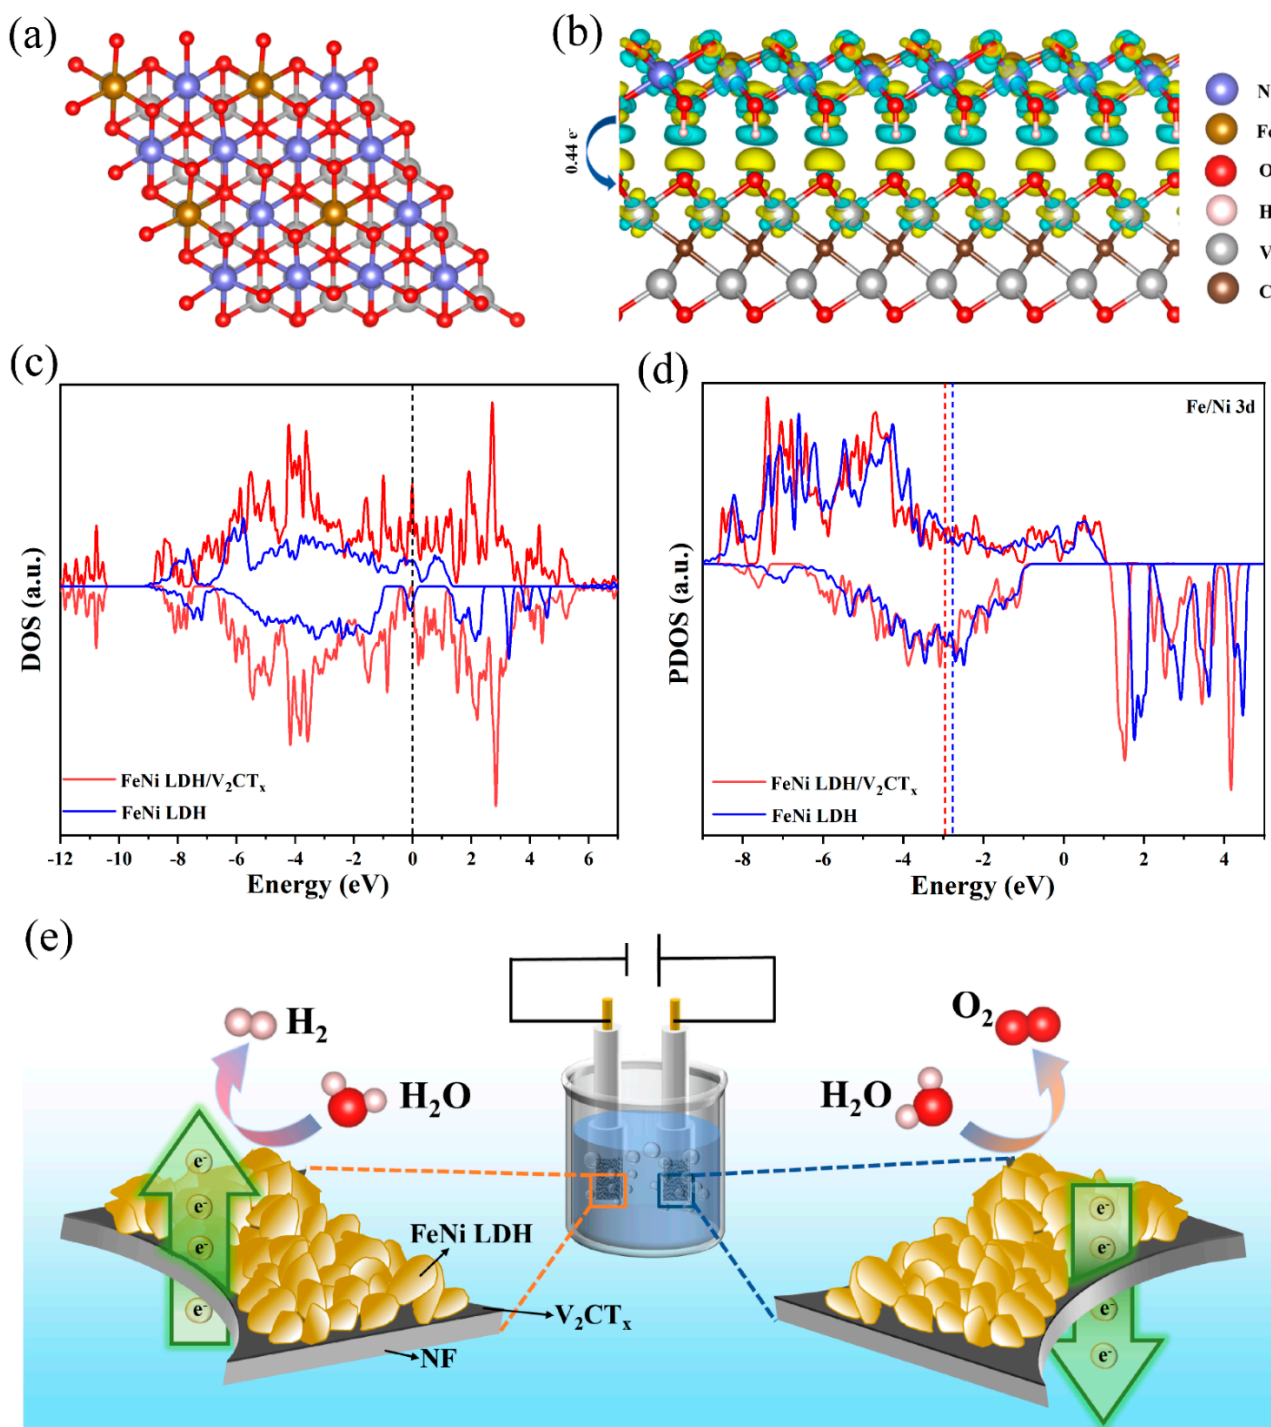 (a)
(b)
0.44 e⁻
N
Fe
O
H
V
C
(c)
DOS (a.u.)
FeNi LDH/V₂CTₓ
FeNi LDH
-12 -10 -8 -6 -4 -2 0 2 4 6
Energy (eV)
(d)
Fe/Ni 3d
PDOS (a.u.)
FeNi LDH/V₂CTₓ
FeNi LDH
-8 -6 -4 -2 0 2 4
Energy (eV)
(e)
H₂
H₂O
O₂
H₂O
e⁻
e⁻
e⁻
e⁻
FeNi LDH
V₂CTₓ
NF
e⁻
e⁻
e⁻
e⁻